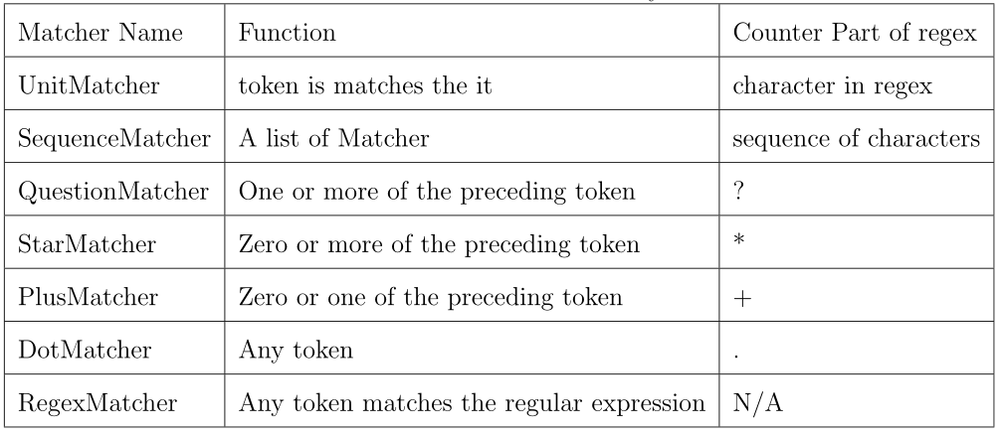 Matcher Name Function Counter Part of regex
UnitMatcher token is matches the it character in regex
SequenceMatcher A list of Matcher sequence of characters
QuestionMatcher One or more of the preceding token ?
StarMatcher Zero or more of the preceding token *
PlusMatcher Zero or one of the preceding token +
DotMatcher Any token .
RegexMatcher Any token matches the regular expression N/A